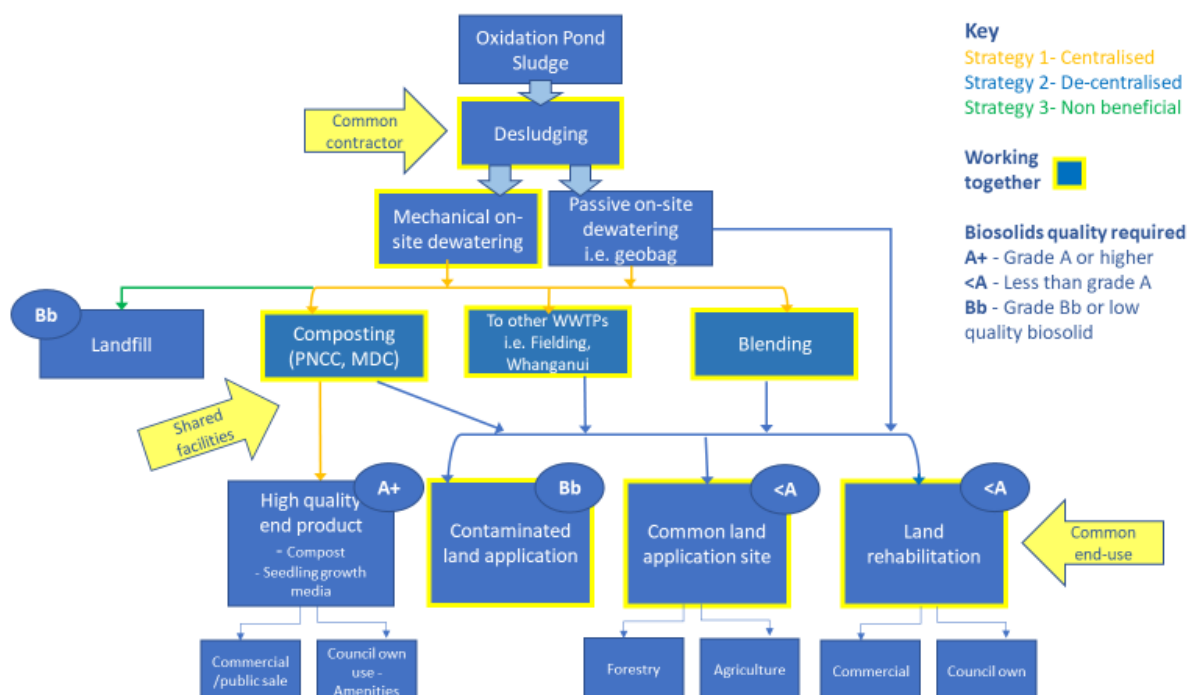 Oxidation Pond
Sludge
Key
Strategy 1- Centralised
Strategy 2- De-centralised
Strategy 3- Non beneficial
Common
contractor
Desludging
Working
together
Mechanical on-
site dewatering
Passive on-site
dewatering
i.e. geobag
Biosolids quality required
A+ - Grade A or higher
<A - Less than grade A
Bb - Grade Bb or low
quality biosolid
Bb
Landfill
Composting
(PNCC, MDC)
To other WWTPs
i.e. Fielding,
Whanganui
Blending
Shared
facilities
A+
High quality
end product
- Compost
- Seedling growth
media
Bb
Contaminated
land application
<A
Common land
application site
<A
Land
rehabilitation
Common
end-use
Commercial
/public sale
Council own
use -
Amenities
Forestry
Agriculture
Commercial
Council own